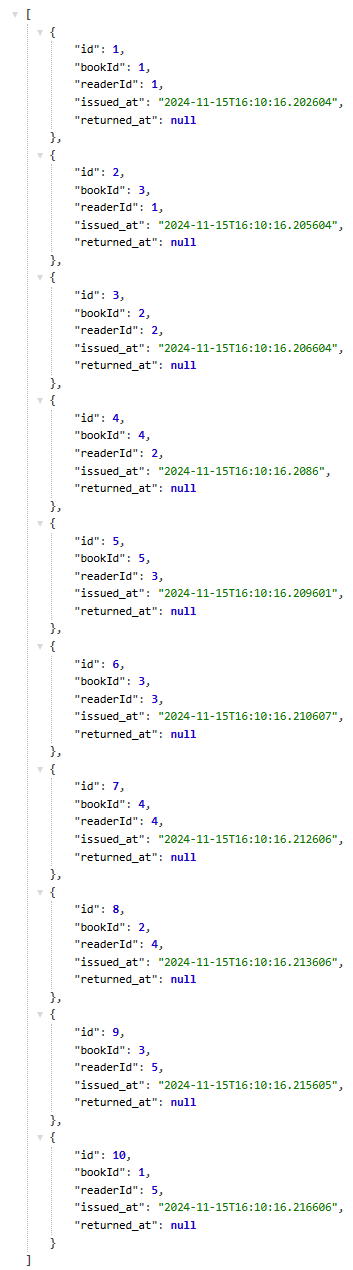 [
{
"id": 1,
"bookId": 1,
"readerId": 1,
"issued_at": "2024-11-15T16:10:16.202604",
"returned_at": null
},
{
"id": 2,
"bookId": 3,
"readerId": 1,
"issued_at": "2024-11-15T16:10:16.205604",
"returned_at": null
},
{
"id": 3,
"bookId": 2,
"readerId": 2,
"issued_at": "2024-11-15T16:10:16.206604",
"returned_at": null
},
{
"id": 4,
"bookId": 4,
"readerId": 2,
"issued_at": "2024-11-15T16:10:16.2086",
"returned_at": null
},
{
"id": 5,
"bookId": 5,
"readerId": 3,
"issued_at": "2024-11-15T16:10:16.209601",
"returned_at": null
},
{
"id": 6,
"bookId": 3,
"readerId": 3,
"issued_at": "2024-11-15T16:10:16.210607",
"returned_at": null
},
{
"id": 7,
"bookId": 4,
"readerId": 4,
"issued_at": "2024-11-15T16:10:16.212606",
"returned_at": null
},
{
"id": 8,
"bookId": 2,
"readerId": 4,
"issued_at": "2024-11-15T16:10:16.213606",
"returned_at": null
},
{
"id": 9,
"bookId": 3,
"readerId": 5,
"issued_at": "2024-11-15T16:10:16.215605",
"returned_at": null
},
{
"id": 10,
"bookId": 1,
"readerId": 5,
"issued_at": "2024-11-15T16:10:16.216606",
"returned_at": null
}
]